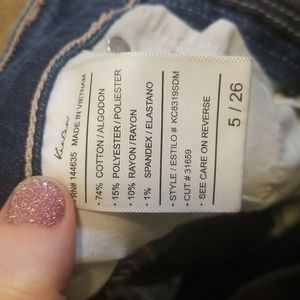 RN# 144635 MADE IN VIETNAM
• 74% COTTON / ALGODON
• 15% POLYESTER / POLIESTER
• 10% RAYON / RAYON
• 1% SPANDEX / ELASTANO
• STYLE / ESTILO # KC8319SDM
• CUT # 31659
• SEE CARE ON REVERSE
5 / 26